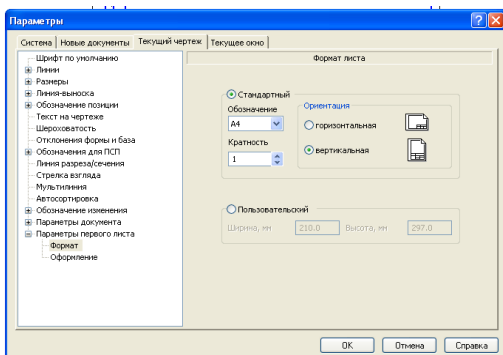 Параметры
Система Новые документы Текущий чертеж Текущее окно
Шрифт по умолчанию
Линии
Размеры
Линия-выноска
Обозначение позиции
Текст на чертеже
Шероховатость
Отклонения формы и база
Обозначения для ПСП
Линия разреза/сечения
Стрелка взгляда
Мультилиния
Автосортировка
Обозначение изменения
Параметры документа
Параметры первого листа
Формат
Оформление
Формат листа
Стандартный
Обозначение
A4
Кратность
1
Ориентация
горизонтальная
вертикальная
Пользовательский
Ширина, мм 210.0 Высота, мм 297.0
OK Отмена Справка